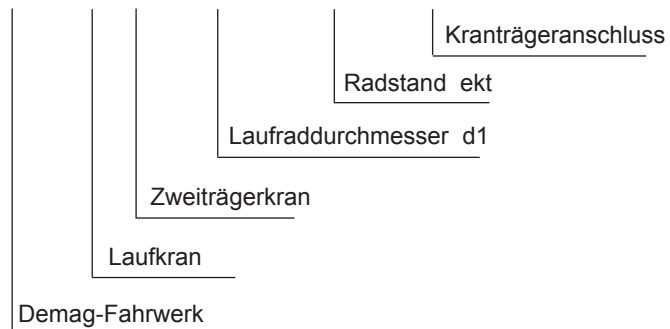 Kranträgeranschluss
Radstand ekt
Laufraddurchmesser d1
Zweiträgerkran
Laufkran
Demag-Fahrwerk